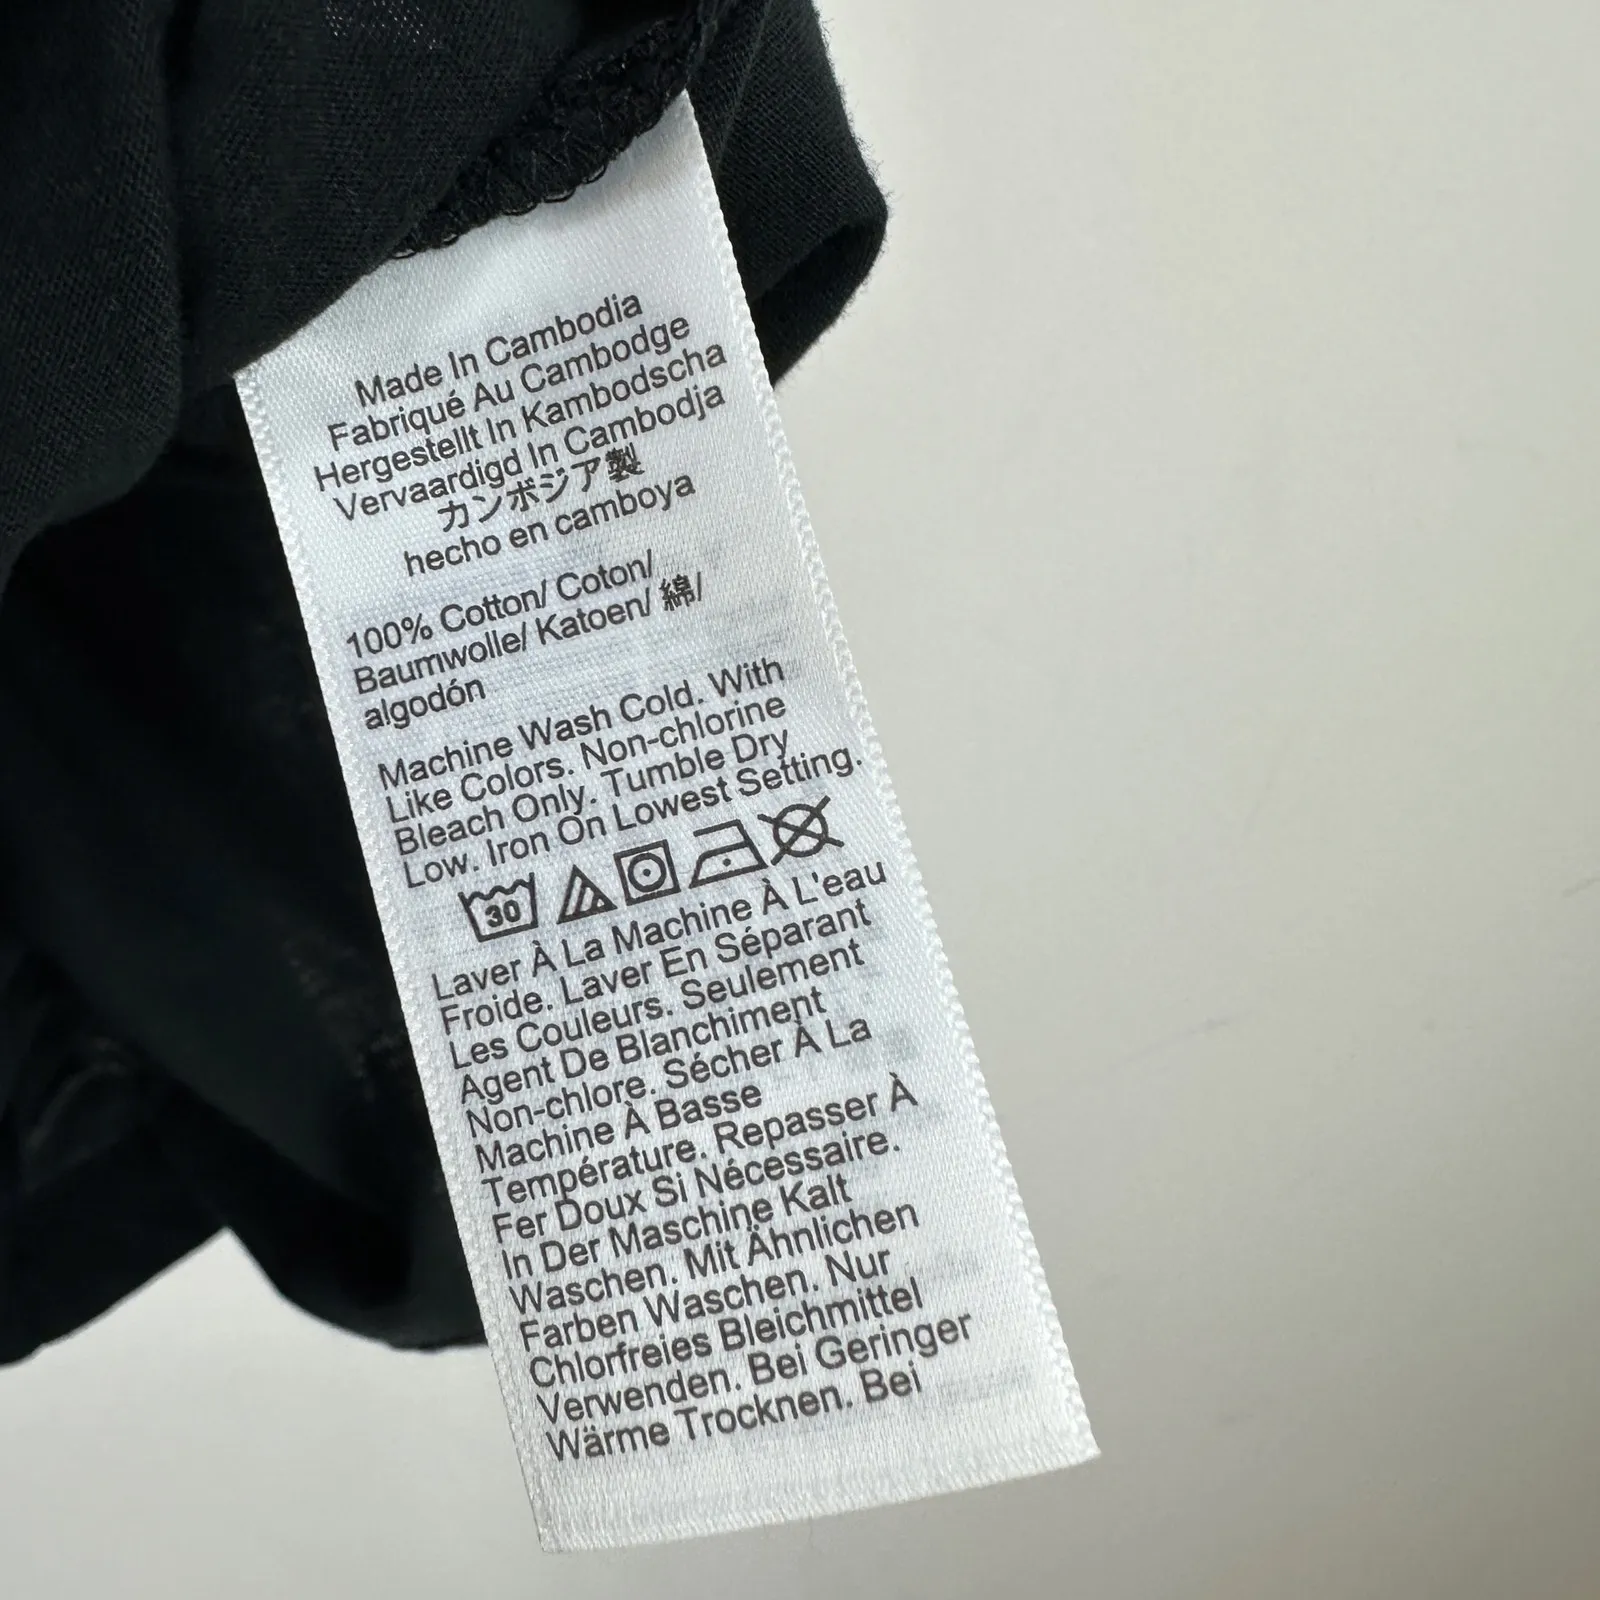 Made In Cambodia
Fabriqué Au Cambodge
Hergestellt In Kambodscha
Vervaardigd In Cambodja
カンボジア製
hecho en camboya
100% Cotton/ Coton/
Baumwolle/ Katoen/ 綿/
algodón
Machine Wash Cold. With
Like Colors. Non-chlorine
Bleach Only. Tumble Dry
Low. Iron On Lowest Setting.
30
Laver À La Machine À L'eau
Froide. Laver En Séparant
Les Couleurs. Seulement
Agent De Blanchiment
Non-chlore. Sécher À La
Machine À Basse
Température. Repasser À
Fer Doux Si Nécessaire.
In Der Maschine Kalt
Waschen. Mit Ähnlichen
Farben Waschen. Nur
Chlorfreies Bleichmittel
Verwenden. Bei Geringer
Wärme Trocknen. Bei